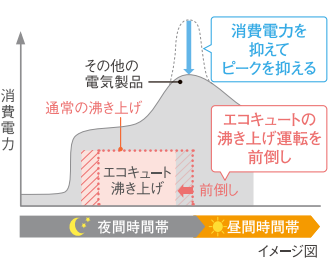 消費電力を
抑えて
ピークを抑える
その他の
電気製品
通常の沸き上げ
消費電力
エコキュートの
沸き上げ運転を
前倒し
エコキュート
沸き上げ
前倒し
夜間時間帯
昼間時間帯
イメージ図